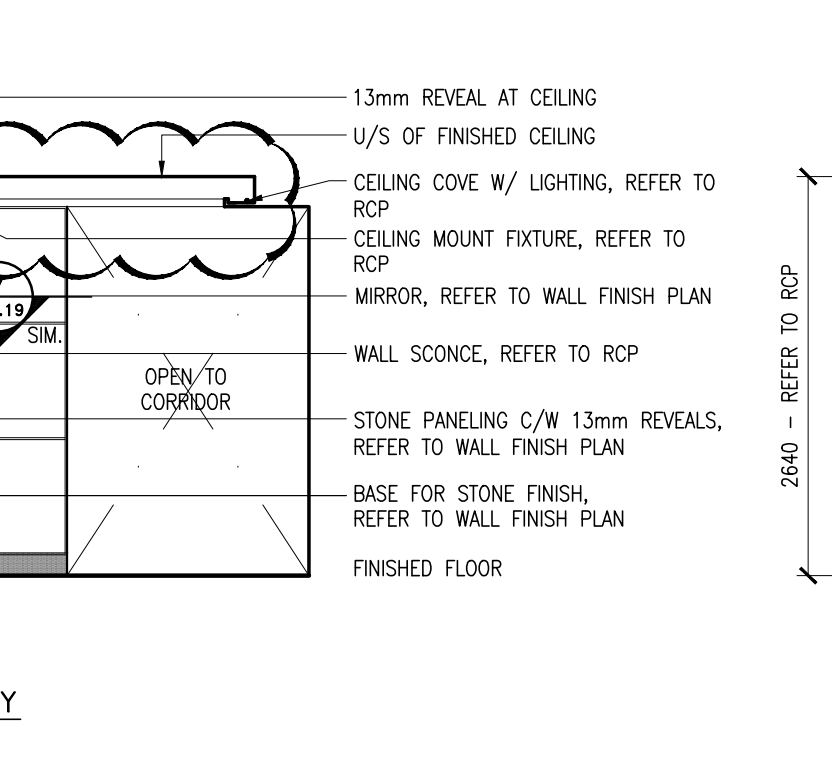 13mm REVEAL AT CEILING
U/S OF FINISHED CEILING
CEILING COVE W/ LIGHTING, REFER TO
RCP
CEILING MOUNT FIXTURE, REFER TO
RCP
MIRROR, REFER TO WALL FINISH PLAN
.19
SIM.
WALL SCONCE, REFER TO RCP
OPEN TO
CORRIDOR
STONE PANELING C/W 13mm REVEALS,
REFER TO WALL FINISH PLAN
BASE FOR STONE FINISH,
REFER TO WALL FINISH PLAN
FINISHED FLOOR
2640 - REFER TO RCP
Y